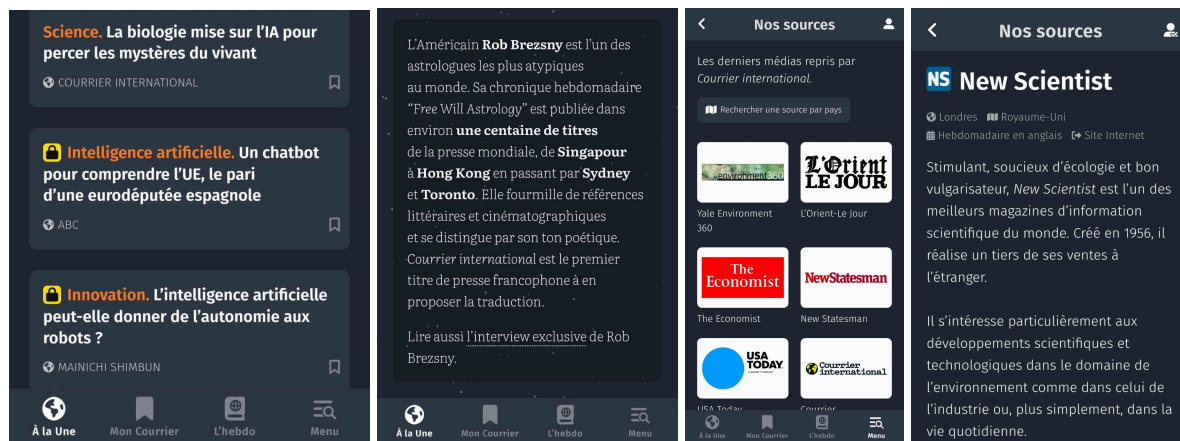 Science. La biologie mise sur l'IA pour
percer les mystères du vivant
COURRIER INTERNATIONAL
Intelligence artificielle. Un chatbot
pour comprendre l'UE, le pari
d'une eurodéputée espagnole
ABC
Innovation. L'intelligence artificielle
peut-elle donner de l'autonomie aux
robots ?
MAINICHI SHIMBUN
À la Une
Mon Courrier
L'hebdo
Menu
L'Américain Rob Brezsny est l'un des
astrologues les plus atypiques
au monde. Sa chronique hebdomadaire
“Free Will Astrology” est publiée dans
environ une centaine de titres
de la presse mondiale, de Singapour
à Hong Kong en passant par Sydney
et Toronto. Elle fourmille de références
littéraires et cinématographiques
et se distingue par son ton poétique.
Courrier international est le premier
titre de presse francophone à en
proposer la traduction.
Lire aussi l'interview exclusive de Rob
Brezsny.
À la Une
Mon Courrier
L'hebdo
Menu
Nos sources
Les derniers médias repris par
Courrier international.
Rechercher une source par pays
environment 360
L'Orient
LE JOUR
Yale Environment
360
L'Orient-Le Jour
The
Economist
NewStatesman
The Economist
New Statesman
USA
TODAY
Courrier
international
USA Today
Courrier
À la Une
Mon Courrier
L'hebdo
Menu
Nos sources
NS New Scientist
Londres Royaume-Uni
Hebdomadaire en anglais Site Internet
Stimulant, soucieux d'écologie et bon
vulgarisateur, New Scientist est l'un des
meilleurs magazines d'information
scientifique du monde. Créé en 1956, il
réalise un tiers de ses ventes à
l'étranger.
Il s'intéresse particulièrement aux
développements scientifiques et
technologiques dans le domaine de
l'environnement comme dans celui de
l'industrie ou, plus simplement, dans la
vie quotidienne.